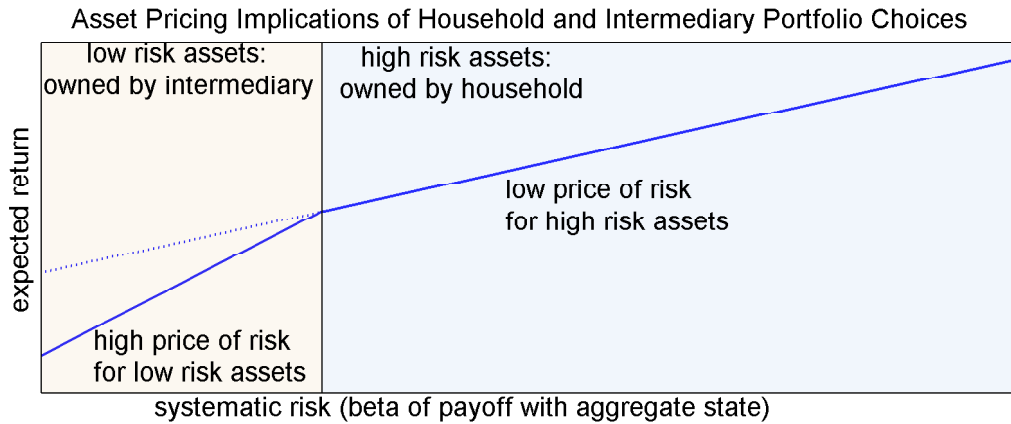 Asset Pricing Implications of Household and Intermediary Portfolio Choices
low risk assets:
owned by intermediary
high risk assets:
owned by household
expected return
low price of risk
for high risk assets
high price of risk
for low risk assets
systematic risk (beta of payoff with aggregate state)